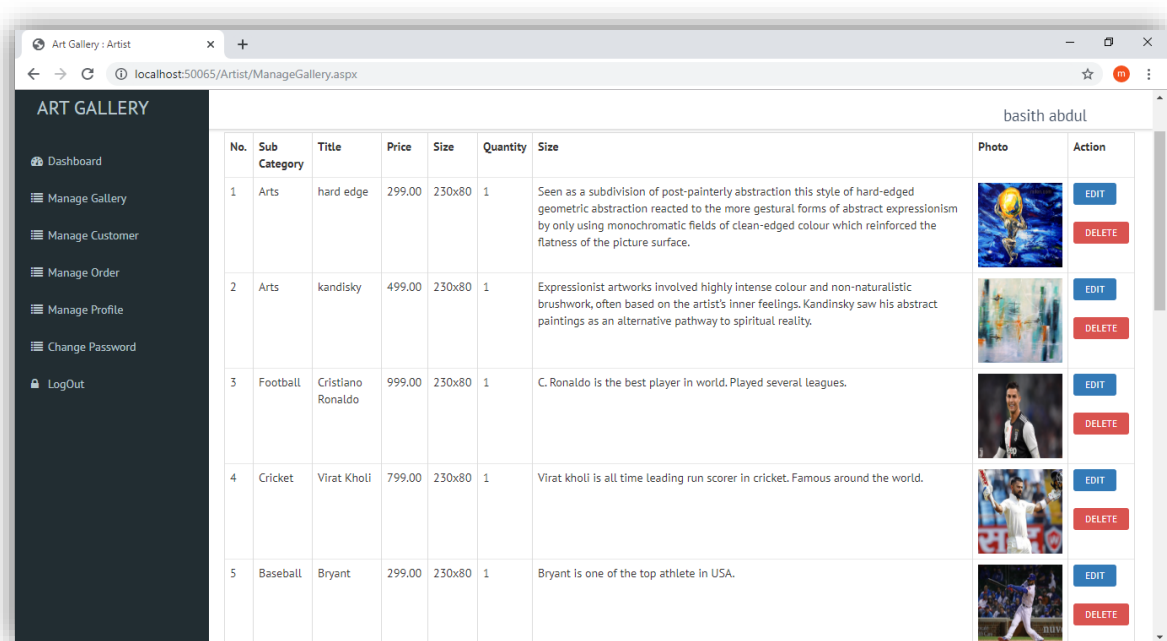 Art Gallery : Artist
localhost:50065/Artist/ManageGallery.aspx
m
ART GALLERY
basith abdul
Dashboard
Manage Gallery
Manage Customer
Manage Order
Manage Profile
Change Password
LogOut
No. Sub Category Title Price Size Quantity Size Photo Action
1 Arts hard edge 299.00 230x80 1 Seen as a subdivision of post-painterly abstraction this style of hard-edged EDIT
geometric abstraction reacted to the more gestural forms of abstract expressionism
by only using monochromatic fields of clean-edged colour which reinforced the DELETE
flatness of the picture surface.
2 Arts kandisky 499.00 230x80 1 Expressionist artworks involved highly intense colour and non-naturalistic EDIT
brushwork, often based on the artist's inner feelings. Kandinsky saw his abstract
paintings as an alternative pathway to spiritual reality. DELETE
3 Football Cristiano Ronaldo 999.00 230x80 1 C. Ronaldo is the best player in world. Played several leagues. EDIT
DELETE
4 Cricket Virat Kholi 799.00 230x80 1 Virat kholi is all time leading run scorer in cricket. Famous around the world. EDIT
DELETE
5 Baseball Bryant 299.00 230x80 1 Bryant is one of the top athlete in USA. EDIT
DELETE